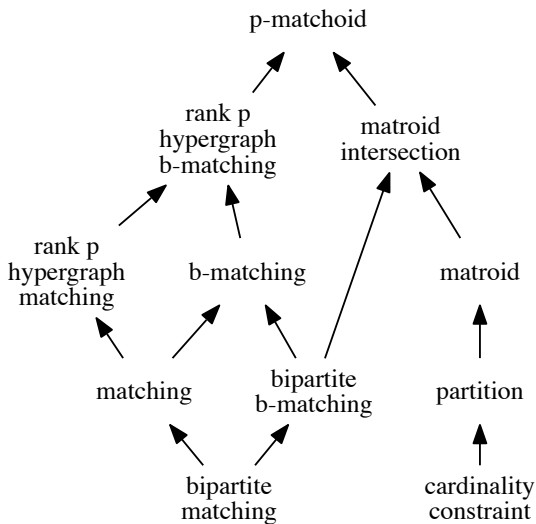 p-matchoid
rank p
hypergraph
b-matching
matroid
intersection
rank p
hypergraph
matching
b-matching
matroid
matching
bipartite
b-matching
partition
bipartite
matching
cardinality
constraint